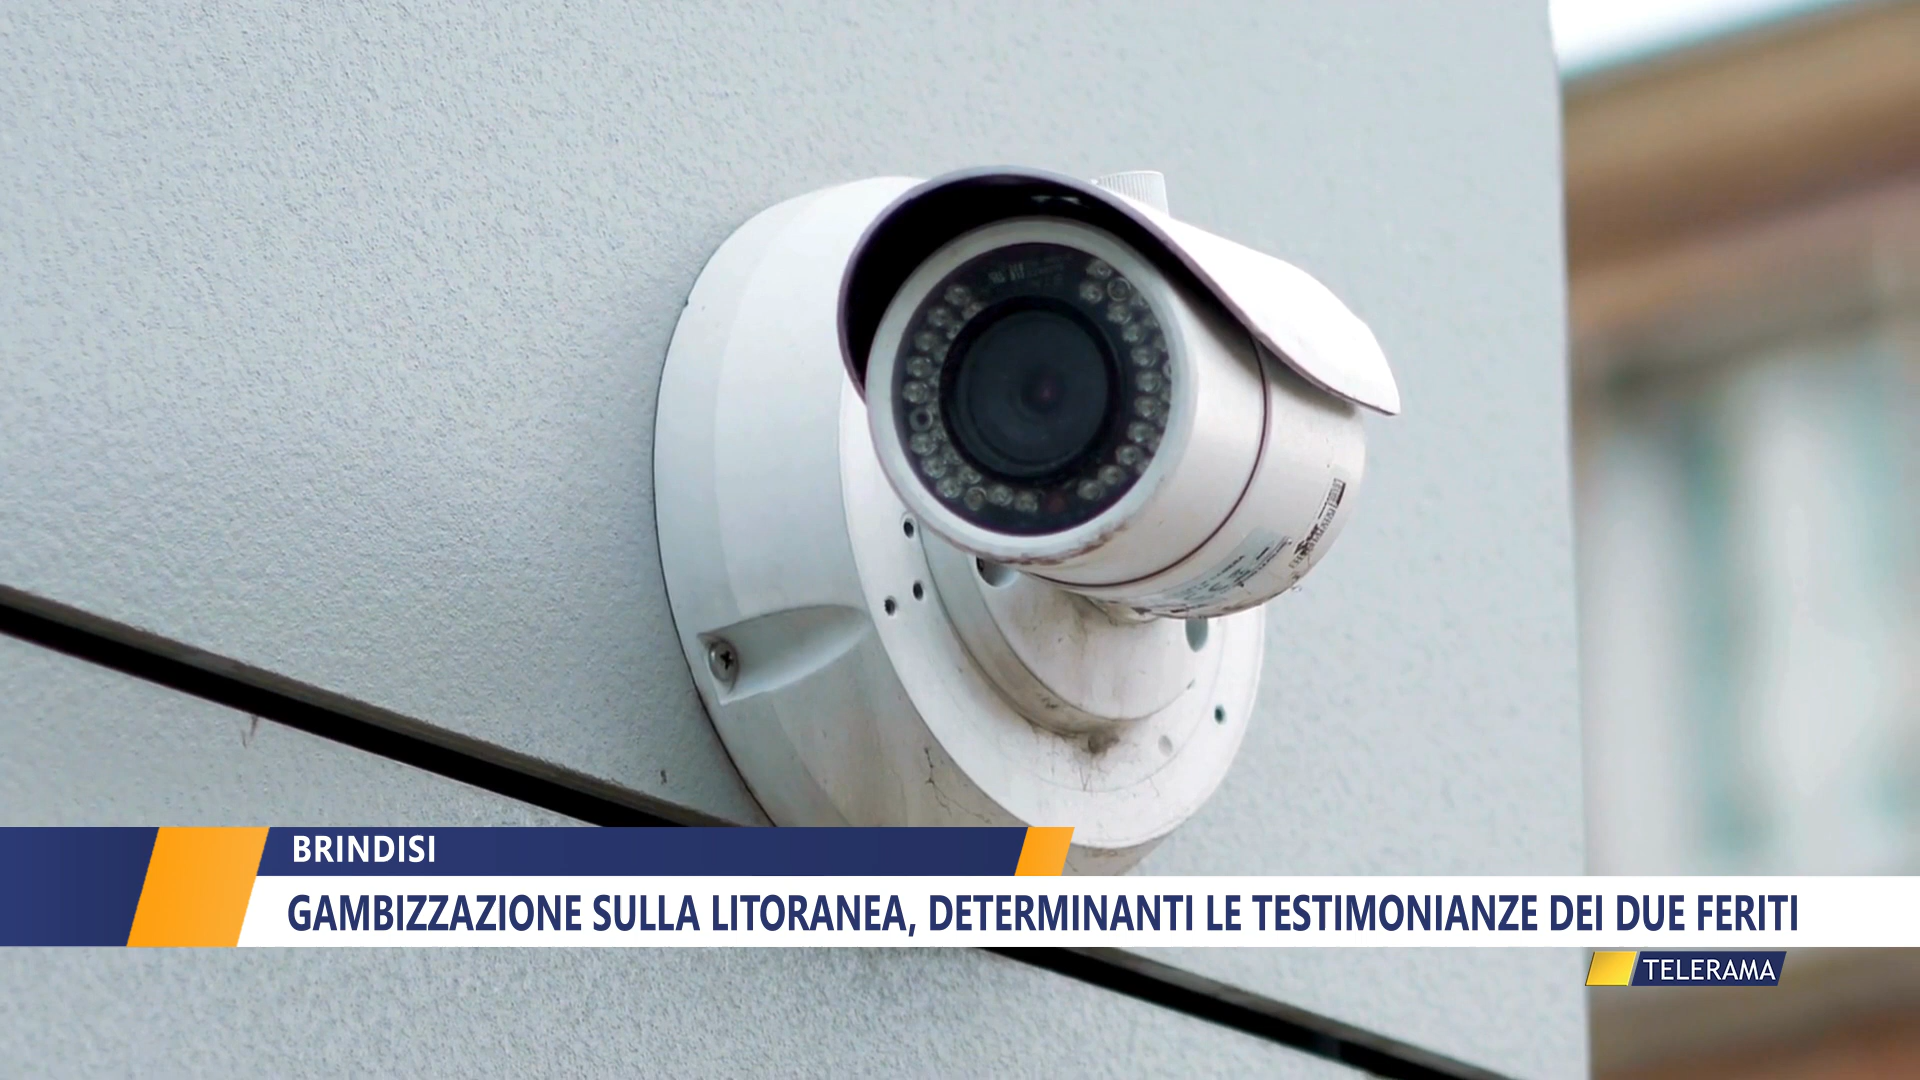 BRINDISI
GAMBIZZAZIONE SULLA LITORANEA, DETERMINANTI LE TESTIMONIANZE DEI DUE FERITI
TELERAMA